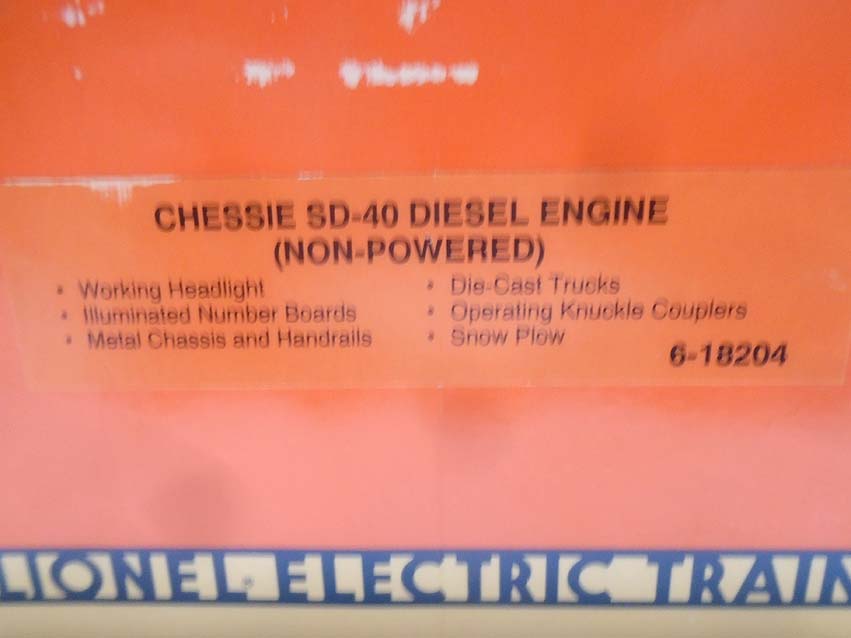 CHESSIE SD-40 DIESEL ENGINE
(NON-POWERED)
• Working Headlight
• Illuminated Number Boards
• Metal Chassis and Handrails
• Die-Cast Trucks
• Operating Knuckle Couplers
• Snow Plow
6-18204
LIONEL ELECTRIC TRAIN